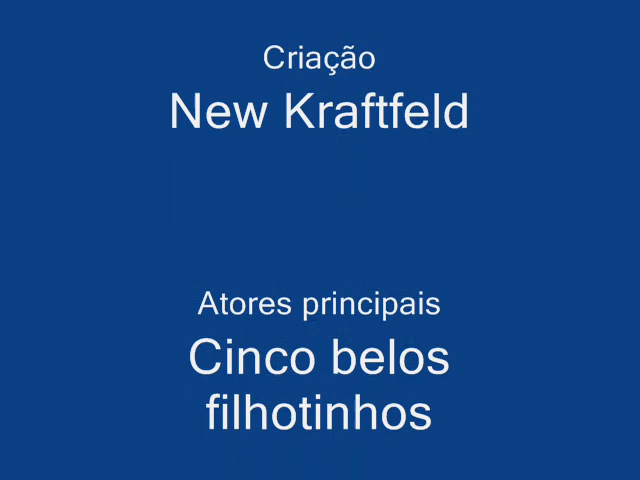 Criação
New Kraftfeld
Atores principais
Cinco belos
filhotinhos